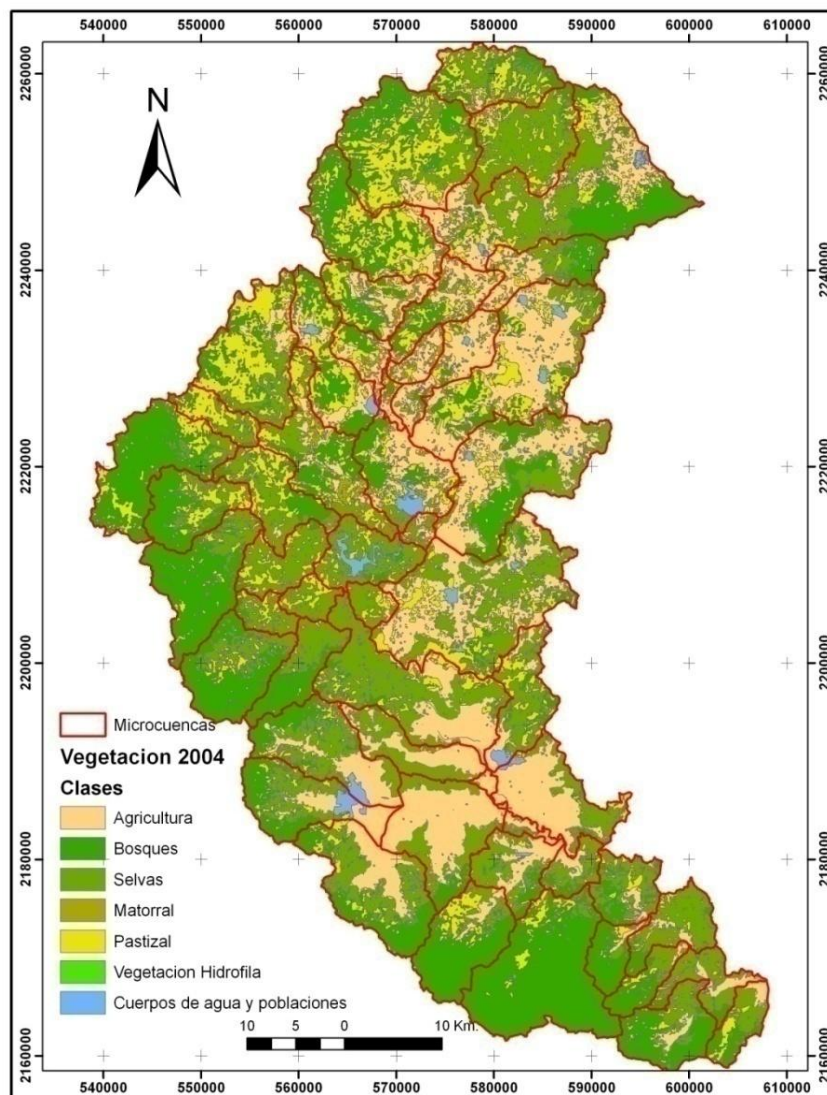 540000 550000 560000 570000 580000 590000 600000 610000
2260000 2260000
N
2240000 2240000
2220000 2220000
2200000 2200000
Microcuencas
Vegetacion 2004
Clases
Agricultura
Bosques
Selvas
Matorral
Pastizal
Vegetacion Hidrofila
Cuerpos de agua y poblaciones
2180000 2180000
10 5 0 10 Km.
2160000 2160000
540000 550000 560000 570000 580000 590000 600000 610000